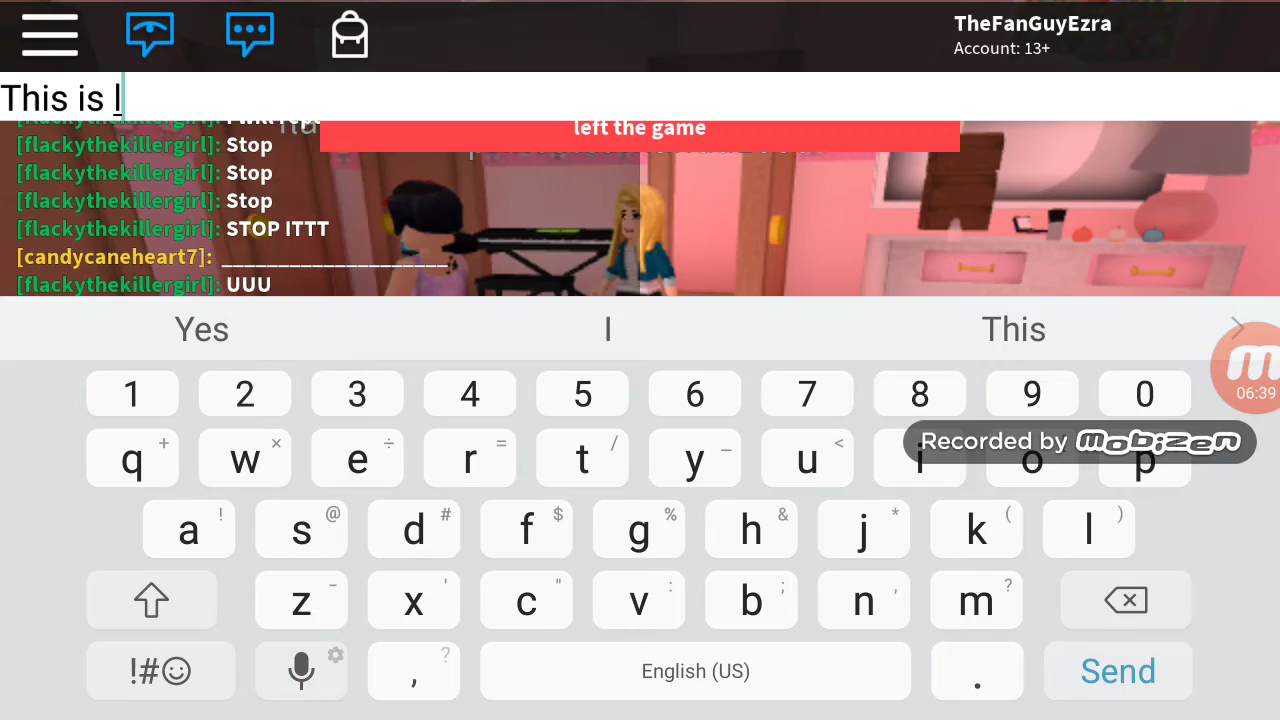 TheFanGuyEzra
Account: 13+
This is l
left the game
[flackythekillergirl]:
[flackythekillergirl]: Stop
[flackythekillergirl]: Stop
[flackythekillergirl]: Stop
[flackythekillergirl]: STOP ITTT
[candycaneheart7]: ____________________
[flackythekillergirl]: UUU
Yes I This
06:39
1 2 3 4 5 6 7 8 9 0
Recorded by mobizen
q + w × e ÷ r = t / y _ u < i o p
a ! s @ d # f $ g % h & j * k ( l )
z - x ' c " v : b ; n , m ?
!#☺ , ? English (US) . Send